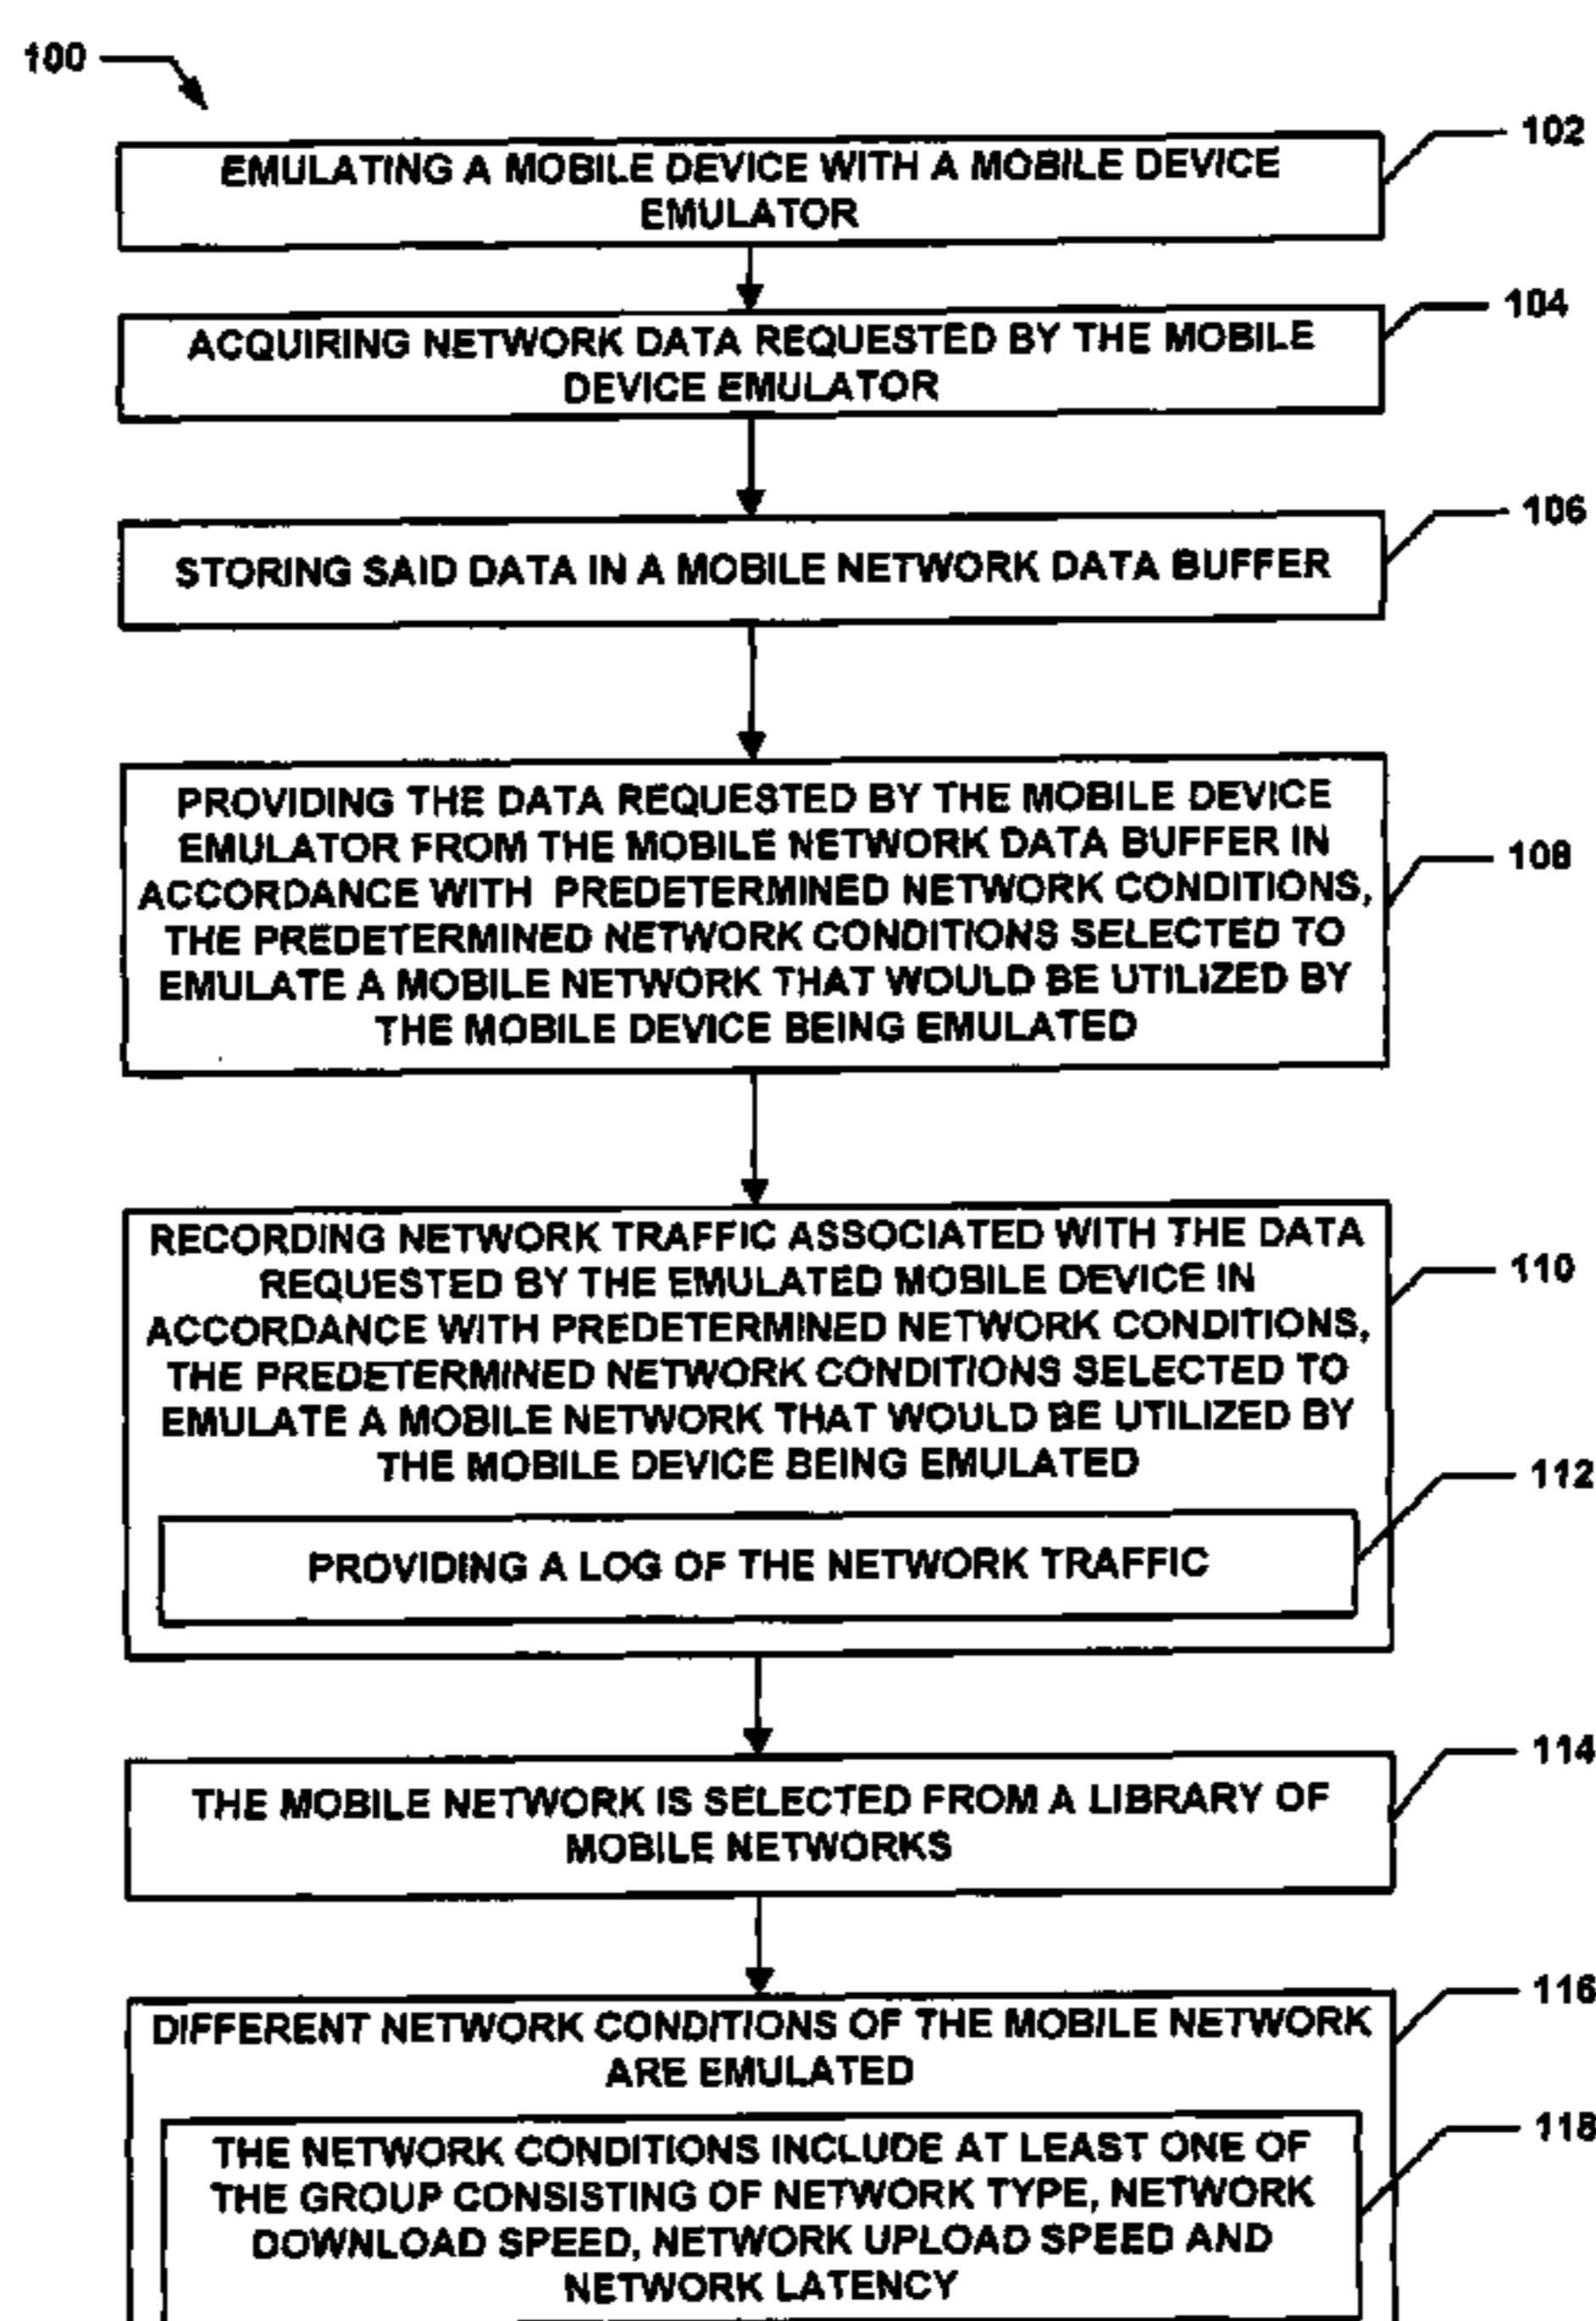 100
102
EMULATING A MOBILE DEVICE WITH A MOBILE DEVICE
EMULATOR
104
ACQUIRING NETWORK DATA REQUESTED BY THE MOBILE
DEVICE EMULATOR
106
STORING SAID DATA IN A MOBILE NETWORK DATA BUFFER
PROVIDING THE DATA REQUESTED BY THE MOBILE DEVICE
EMULATOR FROM THE MOBILE NETWORK DATA BUFFER IN
ACCORDANCE WITH PREDETERMINED NETWORK CONDITIONS,
THE PREDETERMINED NETWORK CONDITIONS SELECTED TO
EMULATE A MOBILE NETWORK THAT WOULD BE UTILIZED BY
THE MOBILE DEVICE BEING EMULATED
108
RECORDING NETWORK TRAFFIC ASSOCIATED WITH THE DATA
REQUESTED BY THE EMULATED MOBILE DEVICE IN
ACCORDANCE WITH PREDETERMINED NETWORK CONDITIONS,
THE PREDETERMINED NETWORK CONDITIONS SELECTED TO
EMULATE A MOBILE NETWORK THAT WOULD BE UTILIZED BY
THE MOBILE DEVICE BEING EMULATED
110
112
PROVIDING A LOG OF THE NETWORK TRAFFIC
114
THE MOBILE NETWORK IS SELECTED FROM A LIBRARY OF
MOBILE NETWORKS
116
DIFFERENT NETWORK CONDITIONS OF THE MOBILE NETWORK
ARE EMULATED
118
THE NETWORK CONDITIONS INCLUDE AT LEAST ONE OF
THE GROUP CONSISTING OF NETWORK TYPE, NETWORK
DOWNLOAD SPEED, NETWORK UPLOAD SPEED AND
NETWORK LATENCY